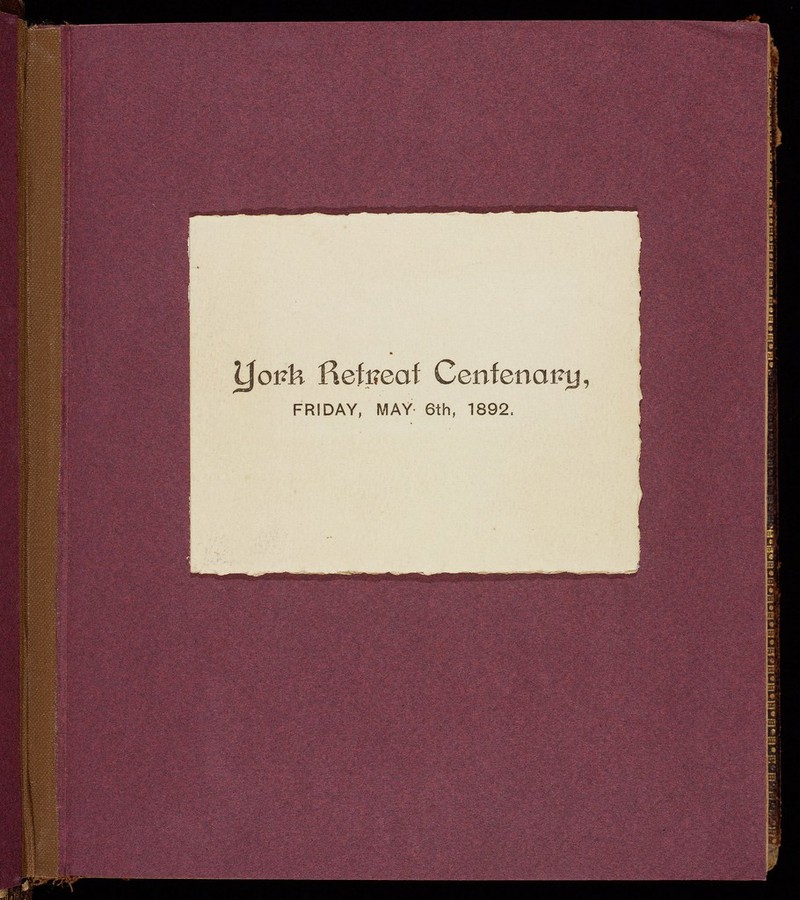 York Retreat Centenary,
FRIDAY, MAY 6th, 1892.